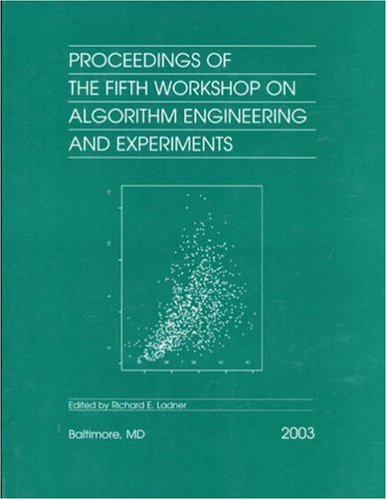 PROCEEDINGS OF
THE FIFTH WORKSHOP ON
ALGORITHM ENGINEERING
AND EXPERIMENTS
Edited by Richard E. Ladner
Baltimore, MD 2003